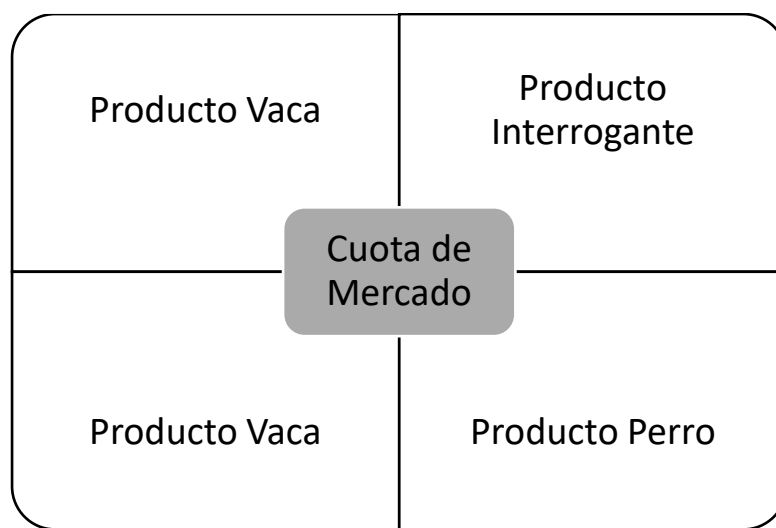 Producto Vaca
Producto
Interrogante
Cuota de
Mercado
Producto Vaca
Producto Perro